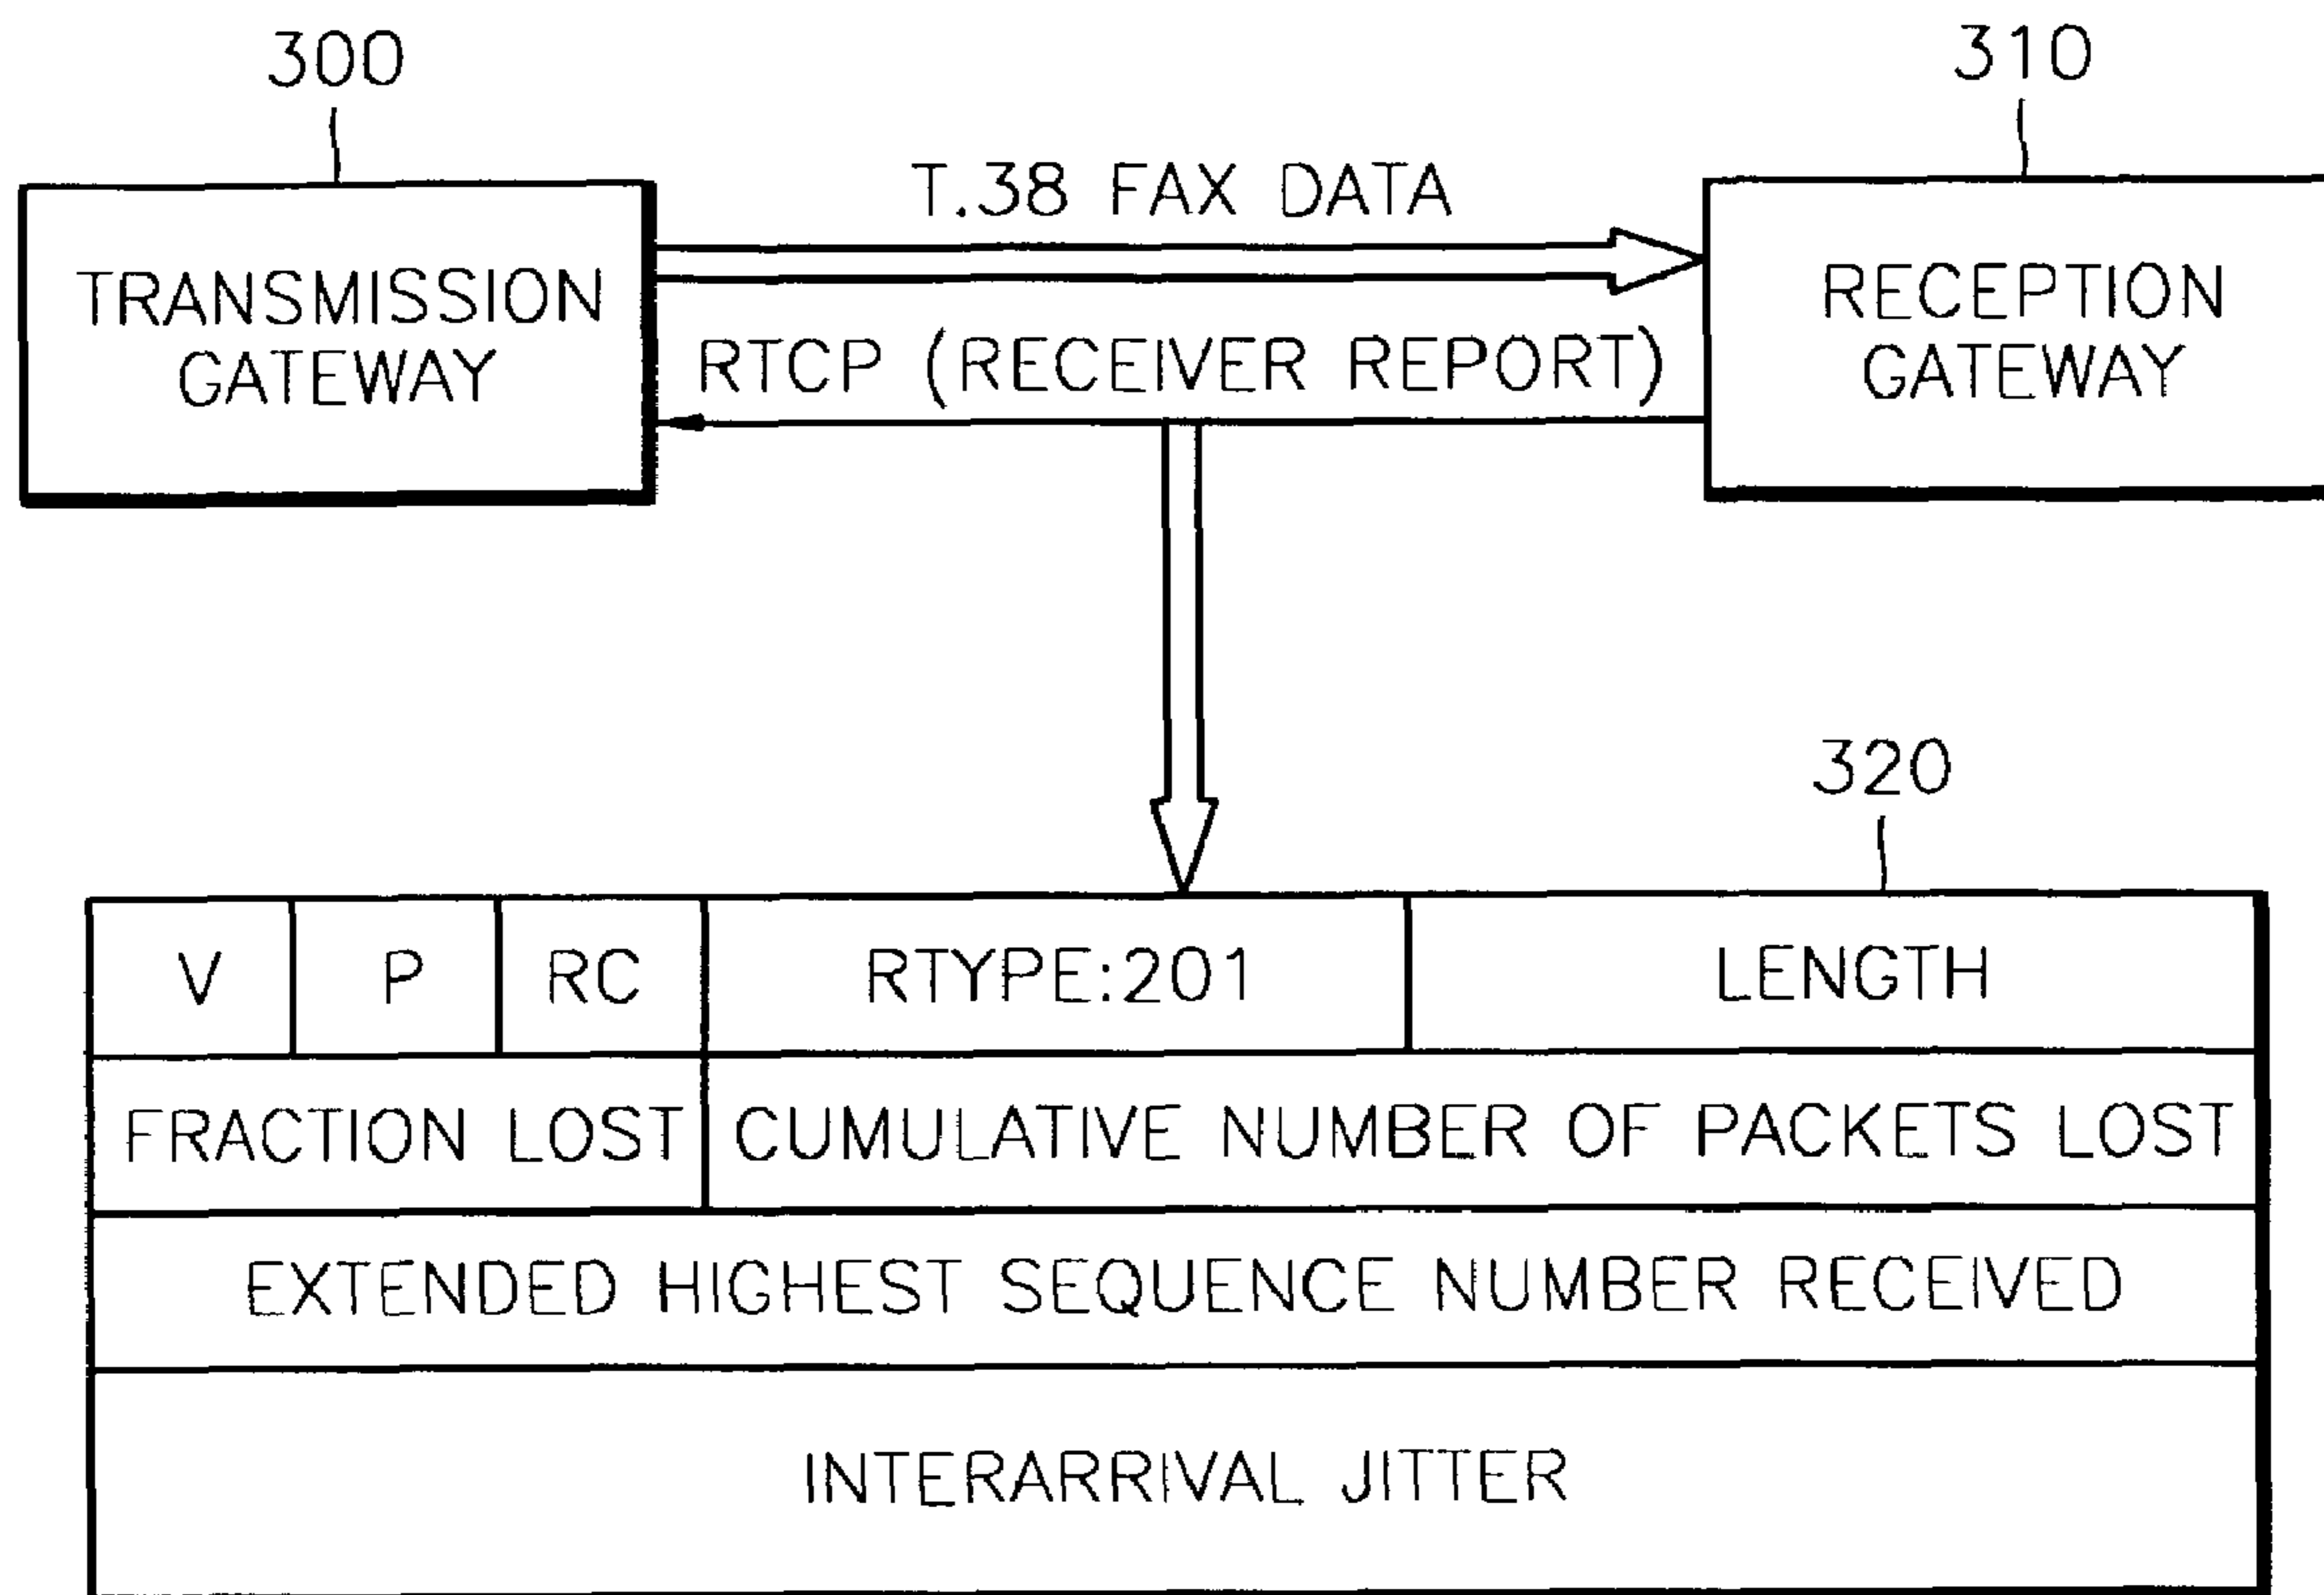 300
310
T.38 FAX DATA
TRANSMISSION
GATEWAY
RECEPTION
GATEWAY
RTCP (RECEIVER REPORT)
320
V P RC RTYPE:201 LENGTH
FRACTION LOST CUMULATIVE NUMBER OF PACKETS LOST
EXTENDED HIGHEST SEQUENCE NUMBER RECEIVED
INTERARRIVAL JITTER